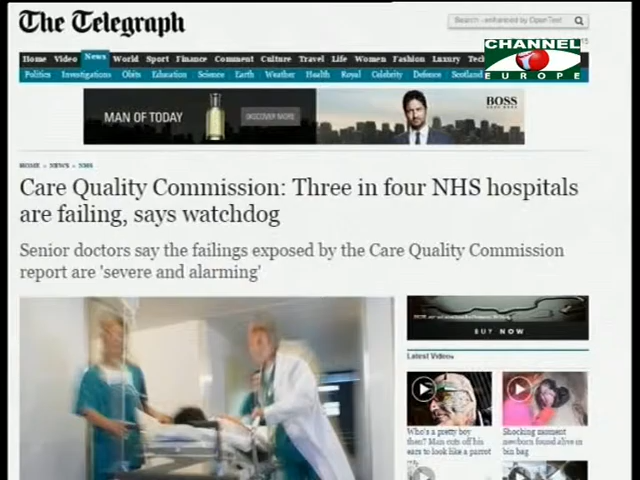 The Telegraph
Search - enhanced by OpenText
Home Video News World Sport Finance Comment Culture Travel Life Women Fashion Luxury
Politics Investigations Obits Education Science Earth Weather Health Royal Celebrity Defence Scotland
CHANNEL
EUROPE
MAN OF TODAY
DISCOVER MORE
BOSS
HOME » NEWS » NHS
Care Quality Commission: Three in four NHS hospitals
are failing, says watchdog
Senior doctors say the failings exposed by the Care Quality Commission
report are 'severe and alarming'
BUY NOW
Latest Video»
Who's a pretty boy
then? Man cuts off his
ears to look like a parrot
Shocking moment
newborn found alive in
bin bag